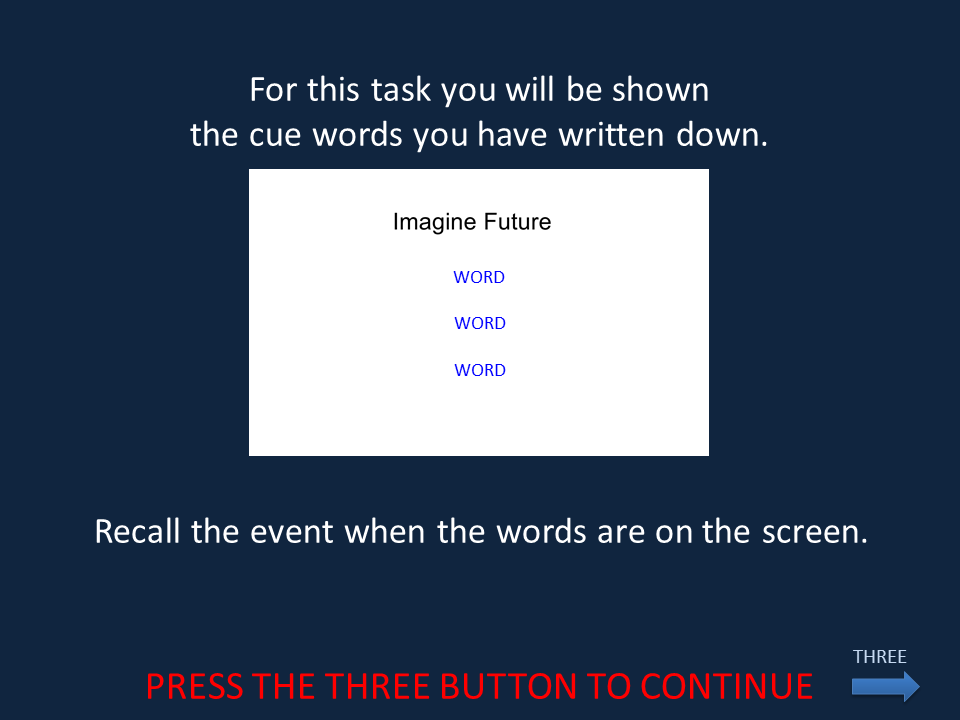 For this task you will be shown
the cue words you have written down.
Imagine Future
WORD
WORD
WORD
Recall the event when the words are on the screen.
THREE
PRESS THE THREE BUTTON TO CONTINUE